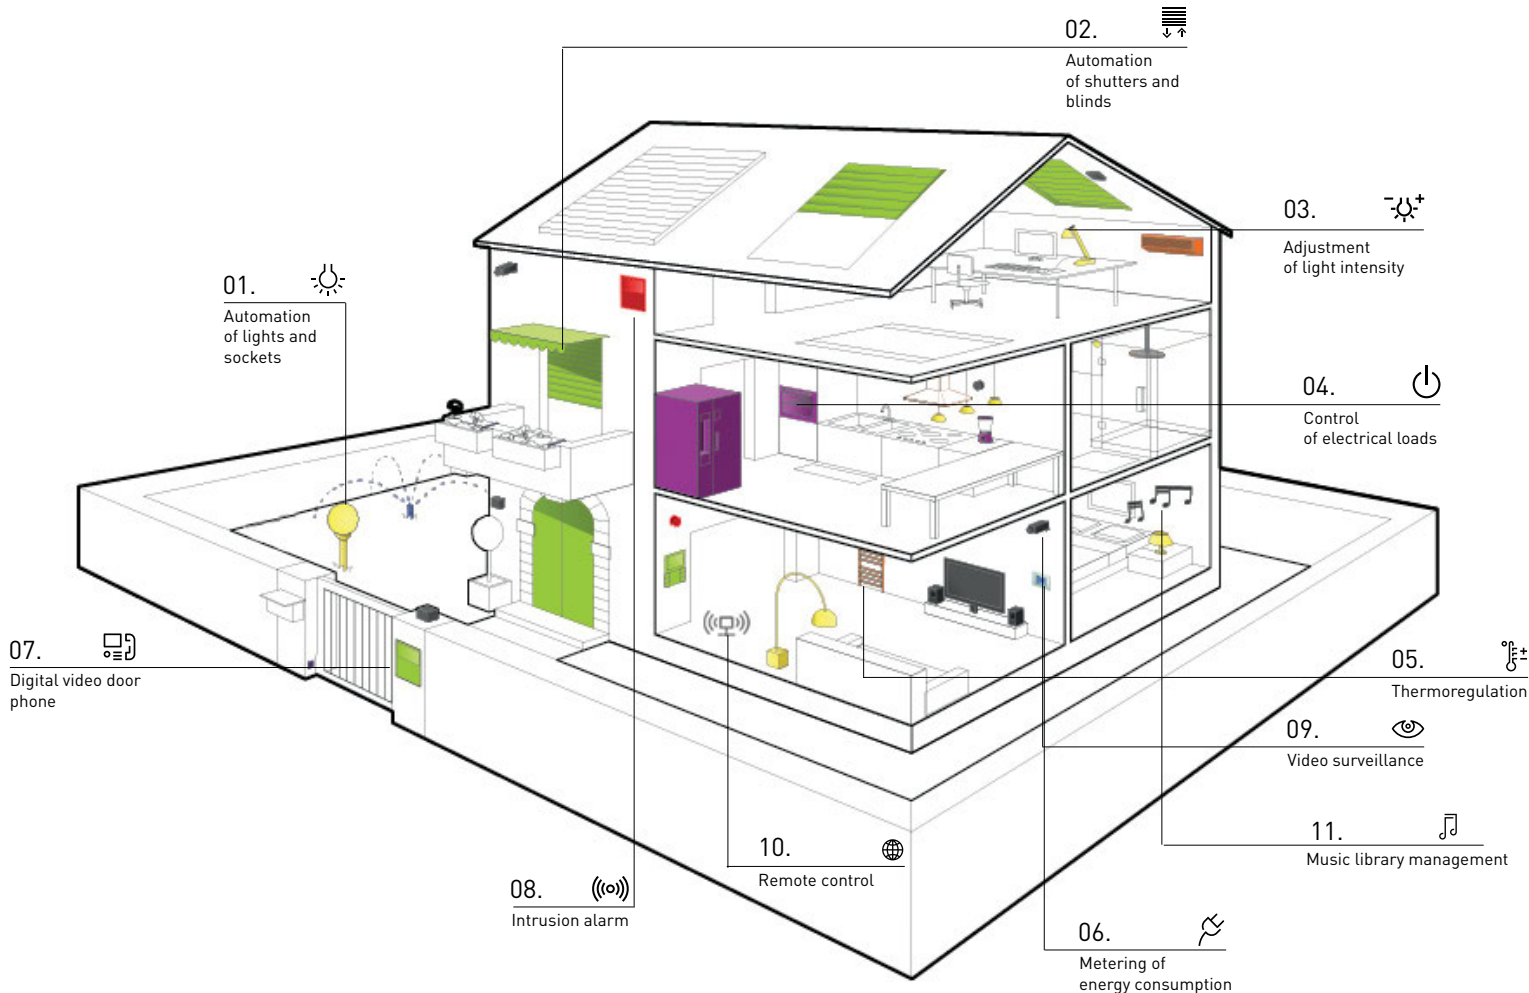 02.
Automation
of shutters and
blinds
03.
Adjustment
of light intensity
01.
Automation
of lights and
sockets
04.
Control
of electrical loads
07.
Digital video door
phone
05.
Thermoregulation
09.
Video surveillance
11.
Music library management
10.
Remote control
08.
Intrusion alarm
06.
Metering of
energy consumption